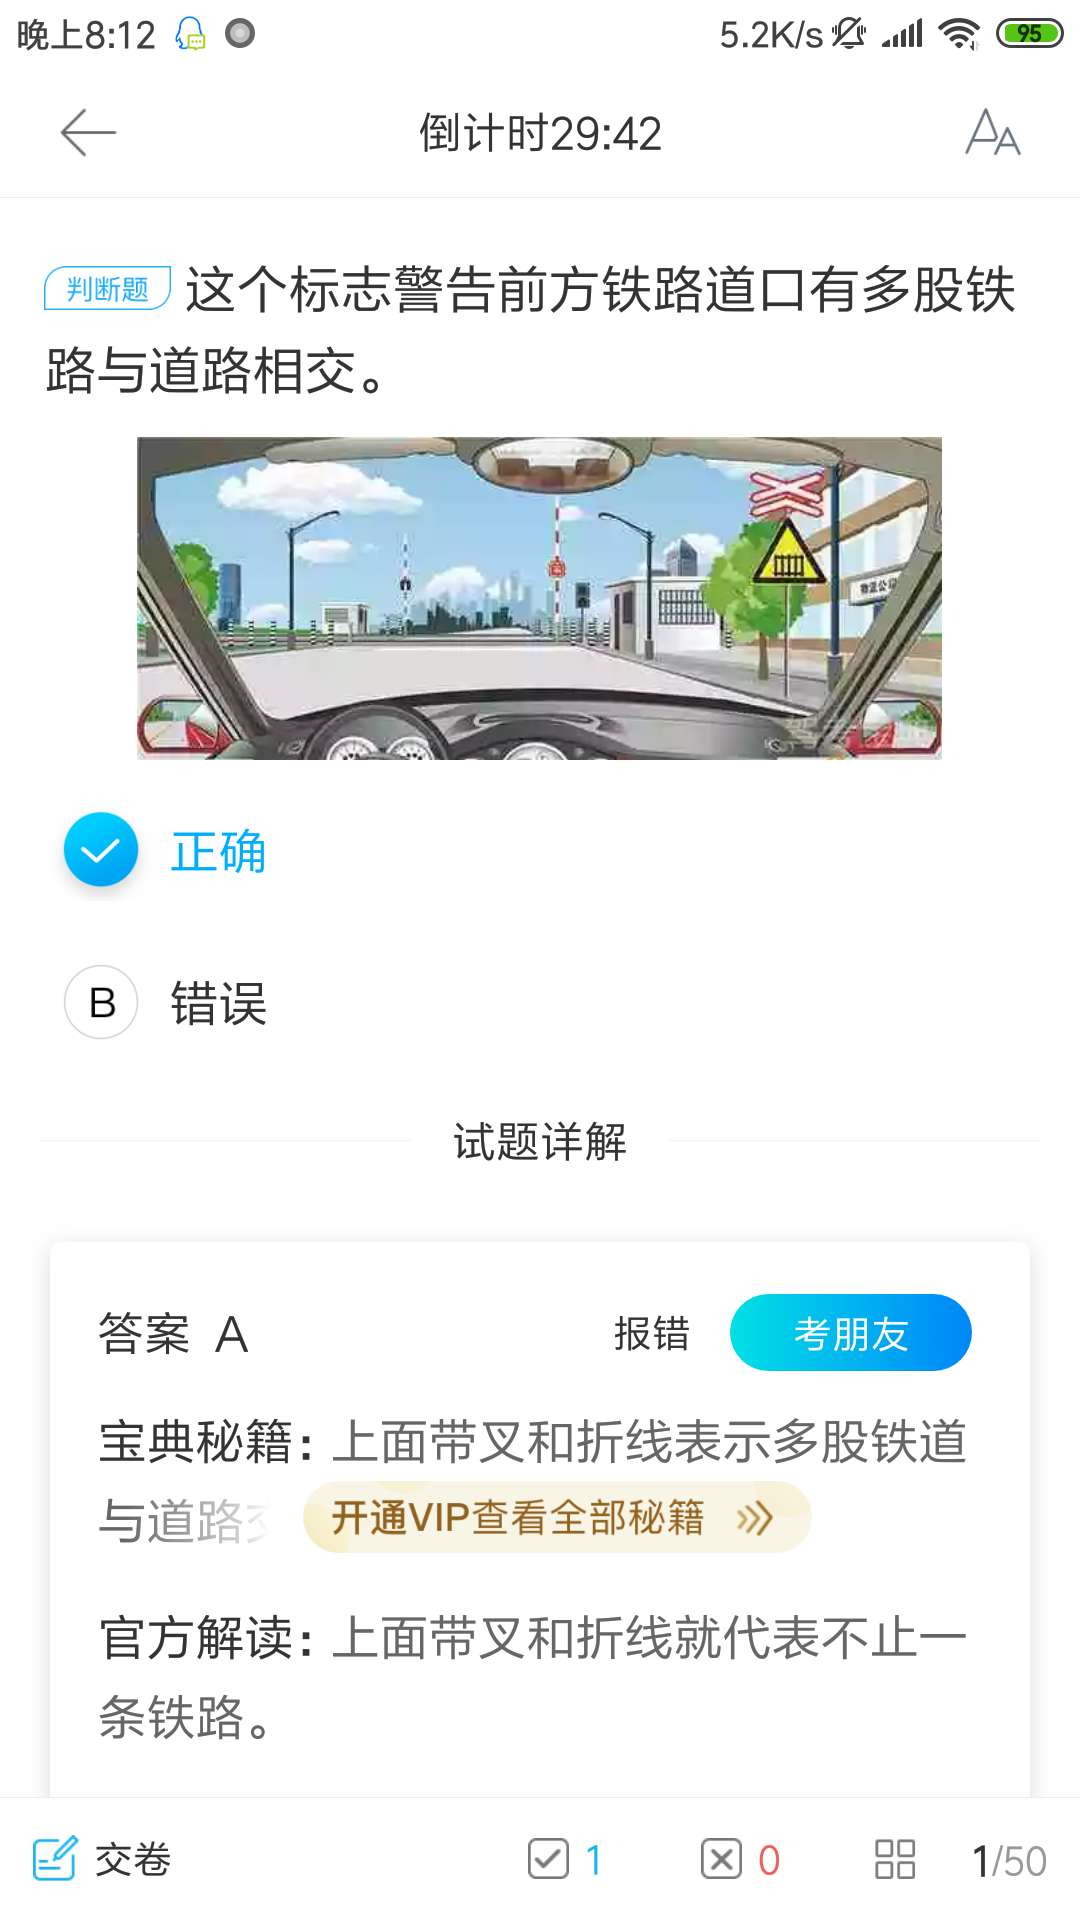 晚上8:12
5.2K/s
95
倒计时29:42
判断题 这个标志警告前方铁路道口有多股铁
路与道路相交。
正确
B 错误
试题详解
答案 A
报错
考朋友
宝典秘籍：上面带叉和折线表示多股铁道
与道路交
开通VIP查看全部秘籍
官方解读：上面带叉和折线就代表不止一
条铁路。
交卷
1
0
1/50